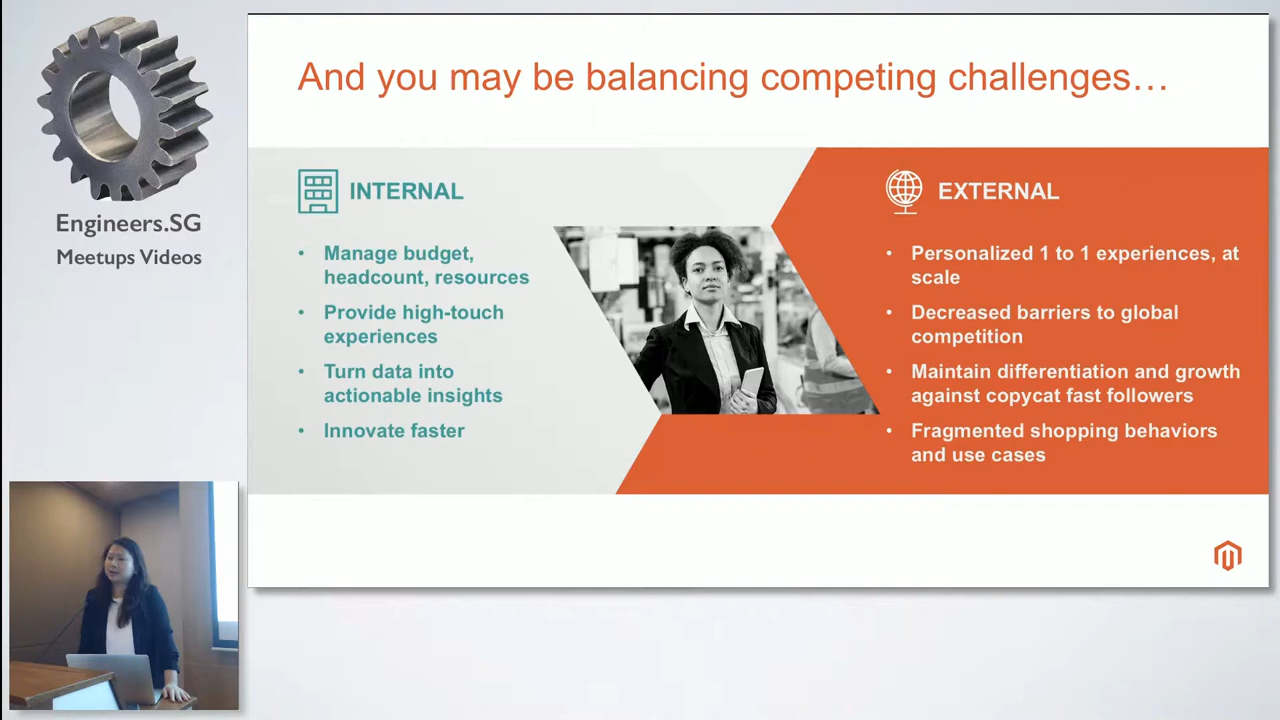 Engineers.SG
Meetups Videos
And you may be balancing competing challenges…
INTERNAL
• Manage budget,
headcount, resources
• Provide high-touch
experiences
• Turn data into
actionable insights
• Innovate faster
EXTERNAL
• Personalized 1 to 1 experiences, at
scale
• Decreased barriers to global
competition
• Maintain differentiation and growth
against copycat fast followers
• Fragmented shopping behaviors
and use cases